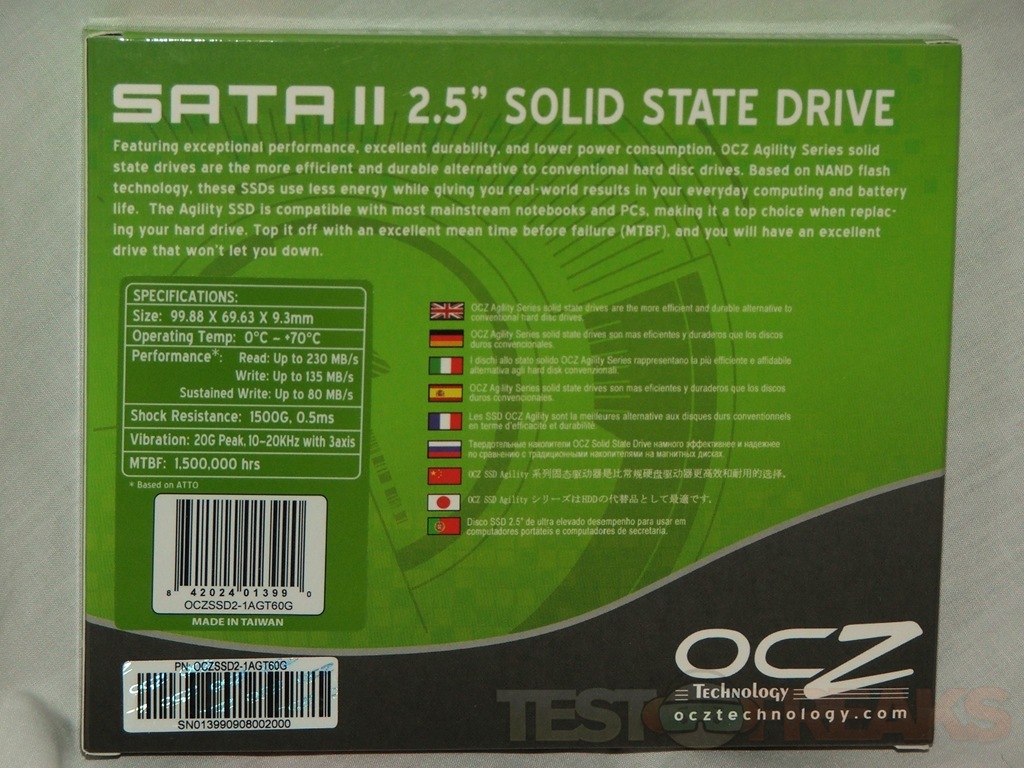 SATA II 2.5” SOLID STATE DRIVE
Featuring exceptional performance, excellent durability, and lower power consumption, OCZ Agility Series solid
state drives are the more efficient and durable alternative to conventional hard disc drives. Based on NAND flash
technology, these SSDs use less energy while giving you real-world results in your everyday computing and battery
life. The Agility SSD is compatible with most mainstream notebooks and PCs, making it a top choice when replac-
ing your hard drive. Top it off with an excellent mean time before failure (MTBF), and you will have an excellent
drive that won't let you down.
SPECIFICATIONS:
Size: 99.88 X 69.63 X 9.3mm
Operating Temp: 0°C ~ +70°C
Performance*: Read: Up to 230 MB/s
Write: Up to 135 MB/s
Sustained Write: Up to 80 MB/s
Shock Resistance: 1500G, 0.5ms
Vibration: 20G Peak, 10~20KHz with 3axis
MTBF: 1,500,000 hrs
* Based on ATTO
8 42024 01399 0
OCZSSD2-1AGT60G
MADE IN TAIWAN
PN: OCZSSD2-1AGT60G
SN013990908002000
OCZ Agility Series solid state drives are the more efficient and durable alternative to
conventional hard disc drives.
OCZ Agility Series solid state drives son mas eficientes y duraderos que los discos
duros convencionales.
I dischi allo stato solido OCZ Agility Series rappresentano la più efficiente e affidabile
alternativa agli hard disk convenzionali.
OCZ Agility Series solid state drives son mas eficientes y duraderos que los discos
duros convencionales.
Les SSD OCZ Agility sont la meilleures alternative aux disques durs conventionnels
en terme d'efficacité et durabilité.
Твердотельные накопители OCZ Solid State Drive намного эффективнее и надежнее
по сравнению с традиционными накопителями на магнитных дисках.
OCZ SSD Agility 系列固态驱动器是比常规硬盘驱动器更高效和耐用的选择。
OCZ SSD Agility シリーズはHDDの代替品として最適です。
Disco SSD 2.5" de ultra elevado desempenho para usar em
computadores portáteis e computadores de secretaria.
OCZ
Technology
ocztechnology.com
TESTFREAKS